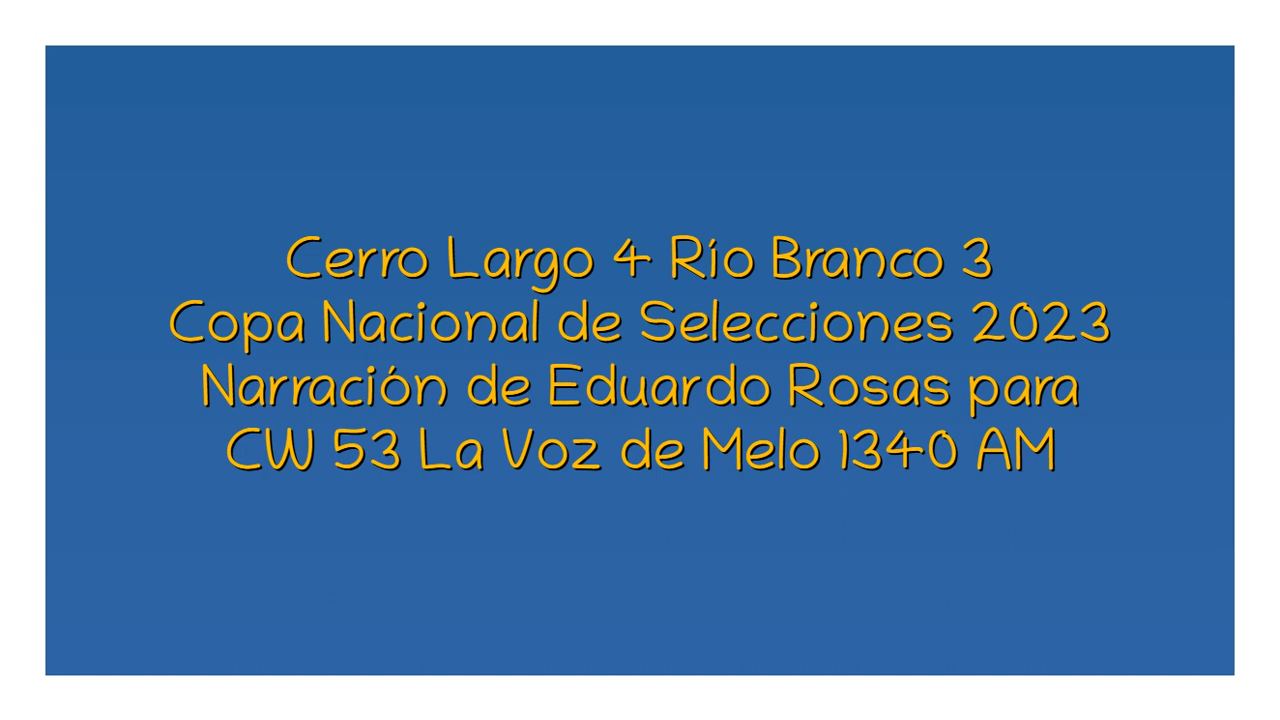 Cerro Largo 4 Río Branco 3
Copa Nacional de Selecciones 2023
Narración de Eduardo Rosas para
CW 53 La Voz de Melo 1340 AM